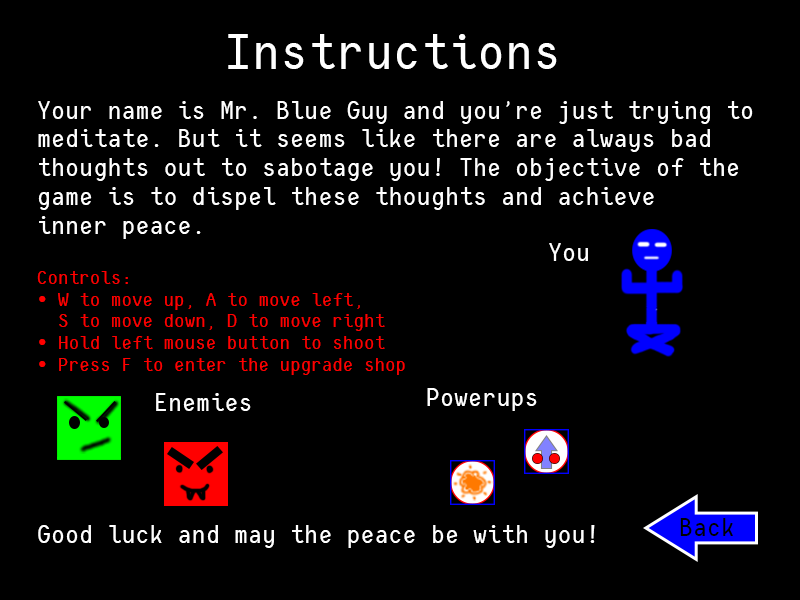 Instructions
Your name is Mr. Blue Guy and you're just trying to
meditate. But it seems like there are always bad
thoughts out to sabotage you! The objective of the
game is to dispel these thoughts and achieve
inner peace.
You
Controls:
• W to move up, A to move left,
S to move down, D to move right
• Hold left mouse button to shoot
• Press F to enter the upgrade shop
Enemies
Powerups
Good luck and may the peace be with you!
Back